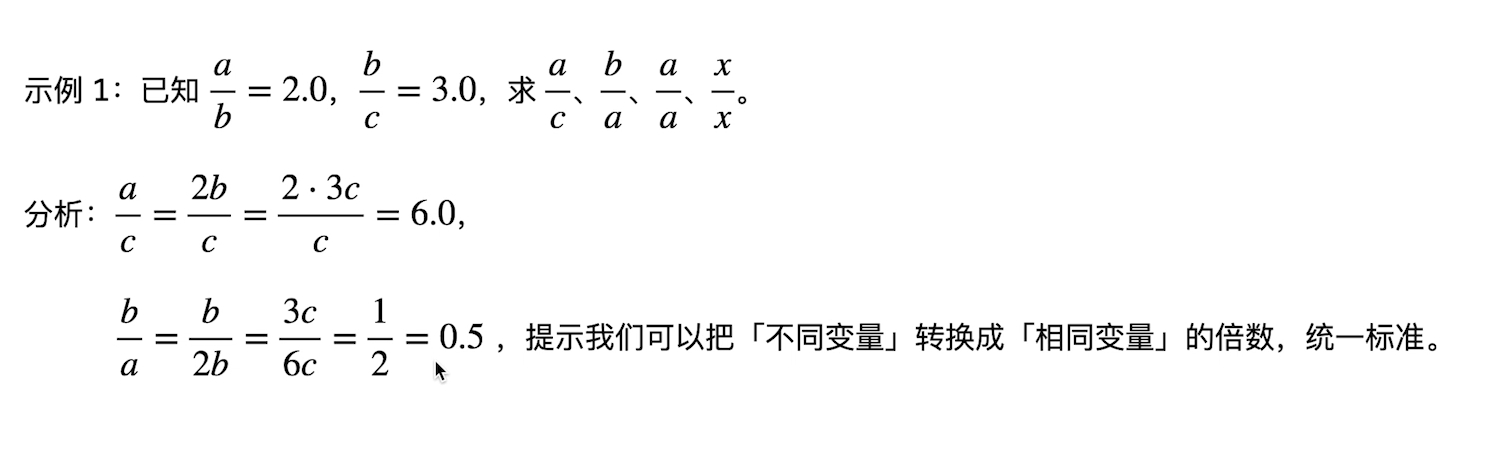 示例 1：已知 $\frac{a}{b} = 2.0$，$\frac{b}{c} = 3.0$，求 $\frac{a}{c}$、$\frac{b}{a}$、$\frac{a}{a}$、$\frac{x}{x}$。
分析：$\frac{a}{c} = \frac{2b}{c} = \frac{2 \cdot 3c}{c} = 6.0$，
$\frac{b}{a} = \frac{b}{2b} = \frac{3c}{6c} = \frac{1}{2} = 0.5$ ，提示我们可以把「不同变量」转换成「相同变量」的倍数，统一标准。